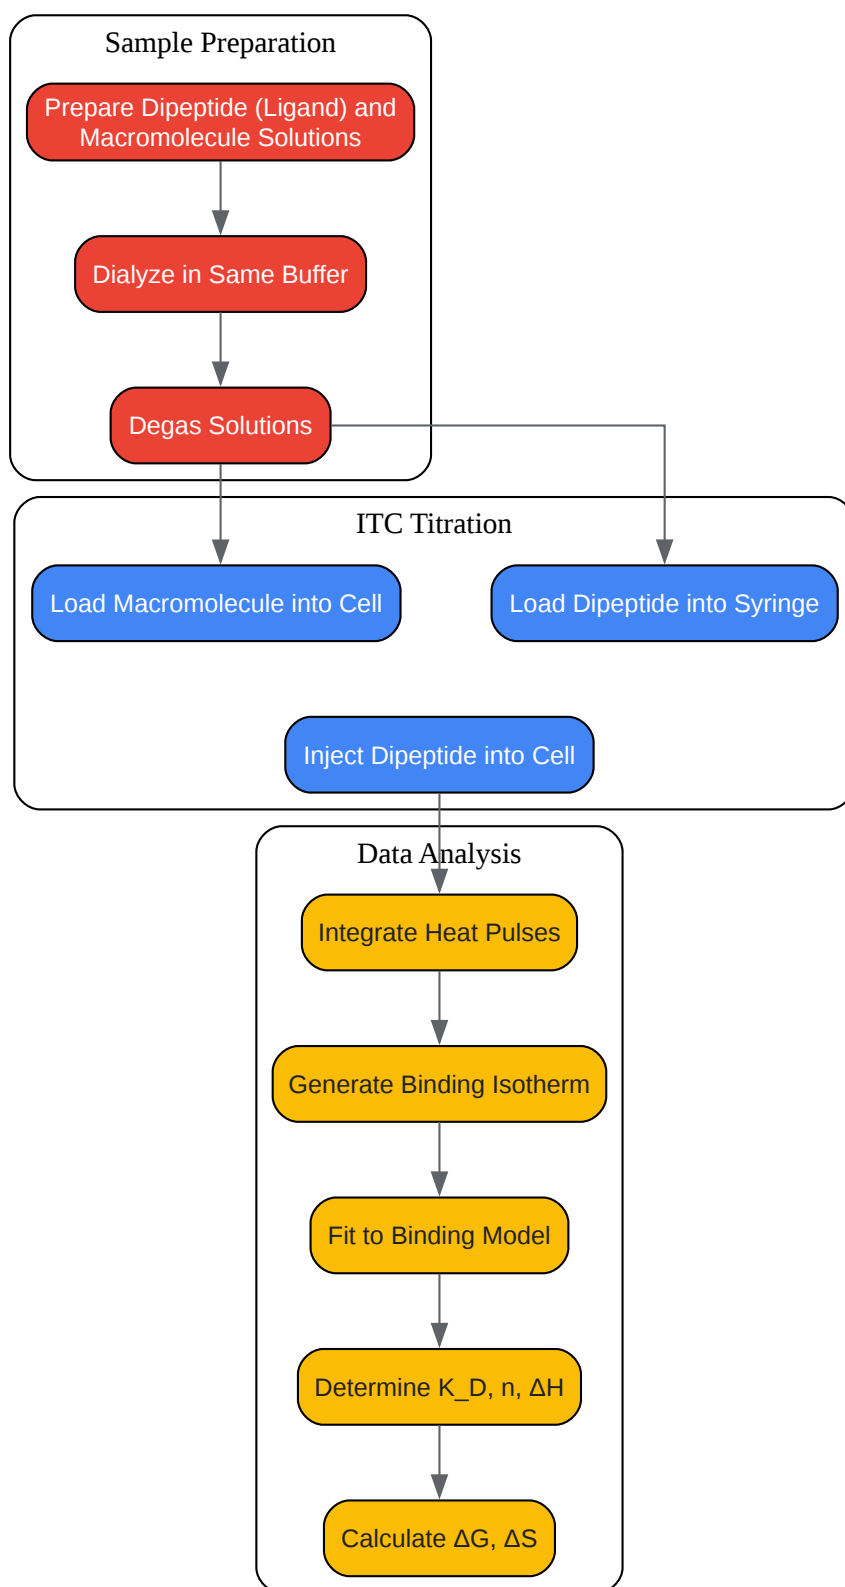 Sample Preparation
Prepare Dipeptide (Ligand) and
Macromolecule Solutions
Dialyze in Same Buffer
Degas Solutions
ITC Titration
Load Macromolecule into Cell
Load Dipeptide into Syringe
Inject Dipeptide into Cell
Data Analysis
Integrate Heat Pulses
Generate Binding Isotherm
Fit to Binding Model
Determine K_D, n, ΔH
Calculate ΔG, ΔS